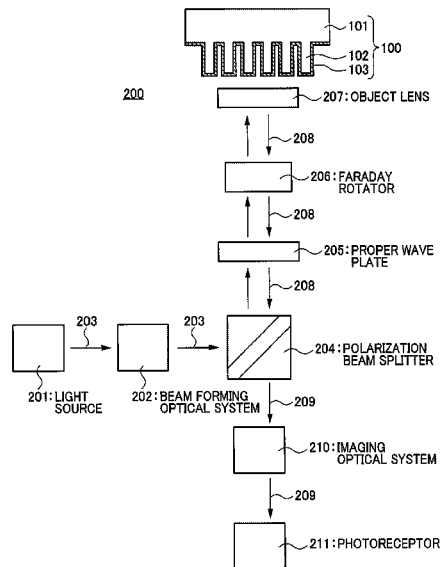 101
102
100
103
200
207:OBJECT LENS
208
206:FARADAY
ROTATOR
208
205:PROPER WAVE
PLATE
208
203
203
204:POLARIZATION
BEAM SPLITTER
201:LIGHT
SOURCE
202:BEAM FORMING
OPTICAL SYSTEM
209
210:IMAGING
OPTICAL SYSTEM
209
211:PHOTORECEPTOR